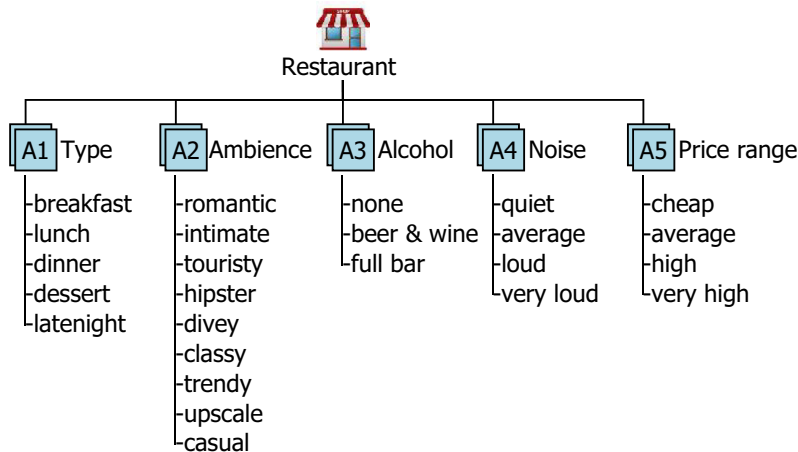 SHOP
Restaurant
A1 Type
-breakfast
-lunch
-dinner
-dessert
-latenight
A2 Ambience
-romantic
-intimate
-touristy
-hipster
-divey
-classy
-trendy
-upscale
-casual
A3 Alcohol
-none
-beer & wine
-full bar
A4 Noise
-quiet
-average
-loud
-very loud
A5 Price range
-cheap
-average
-high
-very high